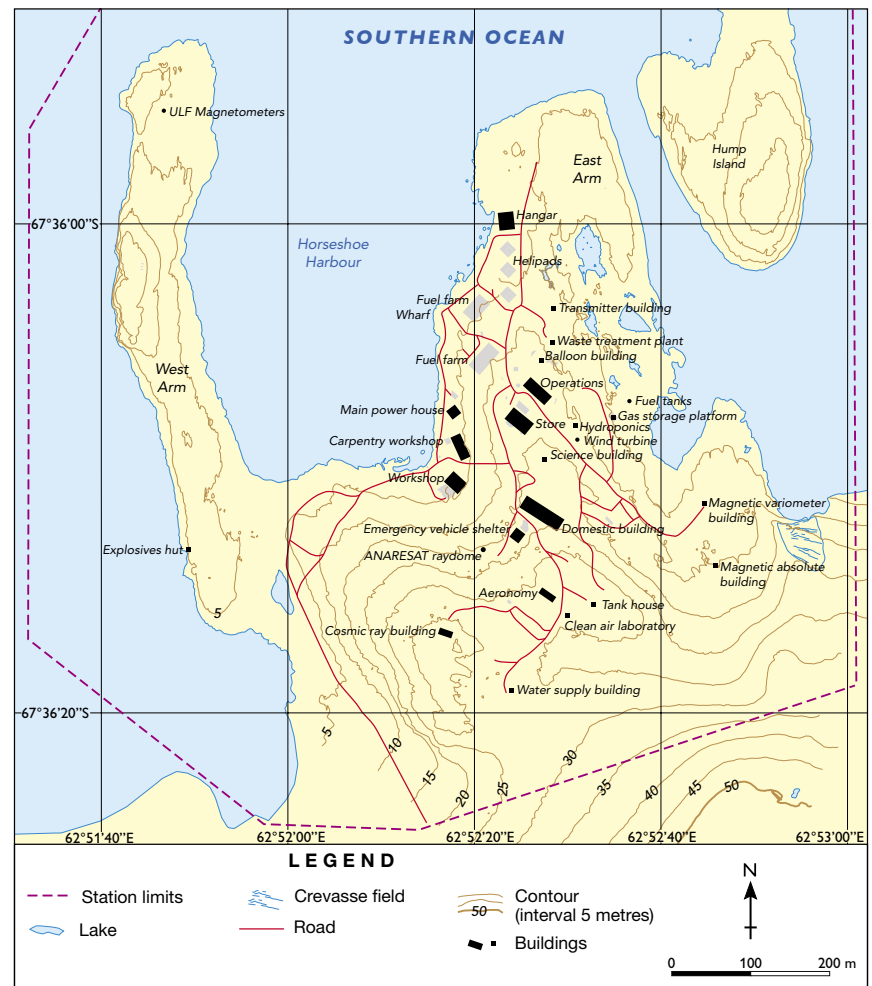 SOUTHERN OCEAN
ULF Magnetometers
East
Arm
Hump
Island
67°36'00''S
Hangar
Horseshoe
Harbour
Helipads
Fuel farm
Wharf
Transmitter building
Waste treatment plant
Balloon building
Fuel farm
West
Arm
Operations
Fuel tanks
Main power house
Gas storage platform
Store
Hydroponics
Carpentry workshop
Wind turbine
Science building
Workshop
Magnetic variometer
building
Emergency vehicle shelter
Domestic building
Explosives hut
ANARESAT raydome
Magnetic absolute
building
Aeronomy
Tank house
5
Clean air laboratory
Cosmic ray building
Water supply building
67°36'20''S
5
10
15
20
25
30
35
40
45
50
62°51'40''E
62°52'00''E
62°52'20''E
62°52'40''E
62°53'00''E
LEGEND
Station limits
Crevasse field
Contour
(interval 5 metres)
50
Lake
Road
Buildings
N
0 100 200 m